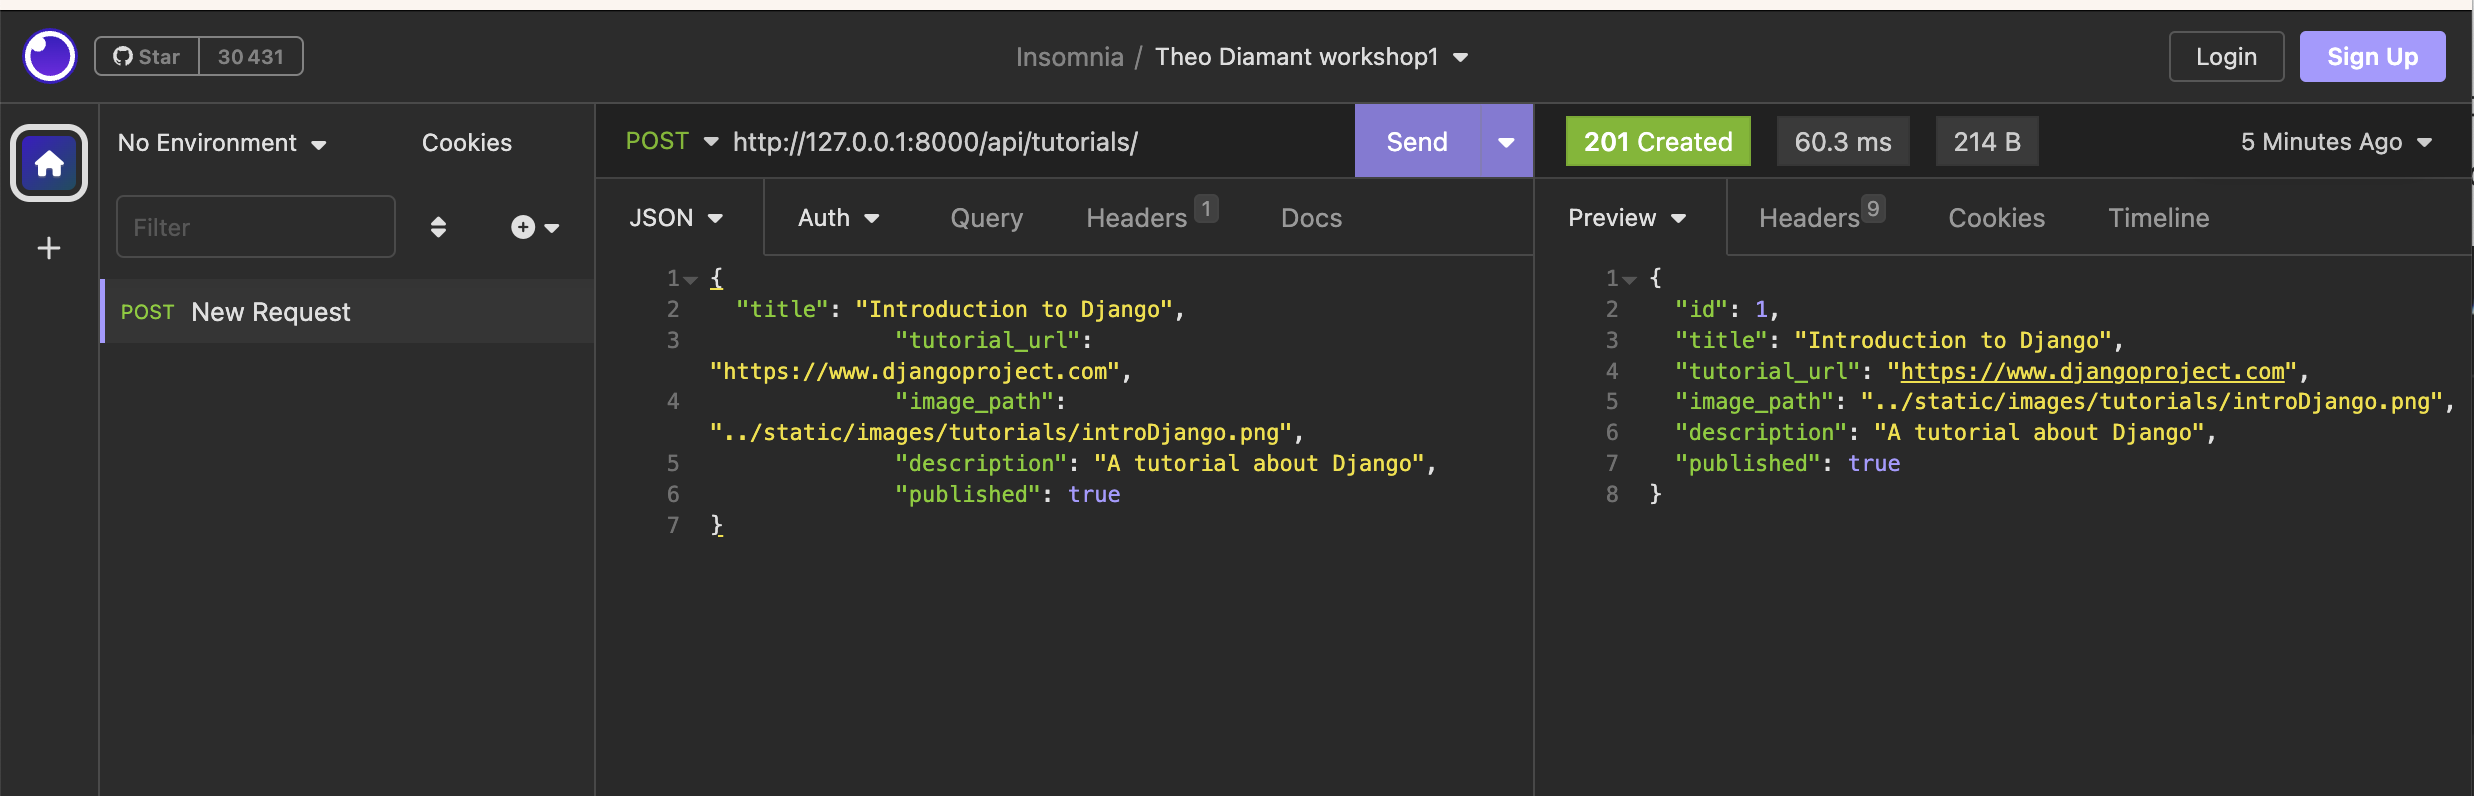 Star 30 431
Insomnia / Theo Diamant workshop1
Login
Sign Up
No Environment
Cookies
Filter
POST New Request
POST http://127.0.0.1:8000/api/tutorials/
Send
JSON
Auth
Query
Headers 1
Docs
1 {
2 "title": "Introduction to Django",
3 "tutorial_url":
"https://www.djangoproject.com",
4 "image_path":
"../static/images/tutorials/introDjango.png",
5 "description": "A tutorial about Django",
6 "published": true
7 }
201 Created
60.3 ms
214 B
5 Minutes Ago
Preview
Headers 9
Cookies
Timeline
1 {
2 "id": 1,
3 "title": "Introduction to Django",
4 "tutorial_url": "https://www.djangoproject.com",
5 "image_path": "../static/images/tutorials/introDjango.png",
6 "description": "A tutorial about Django",
7 "published": true
8 }